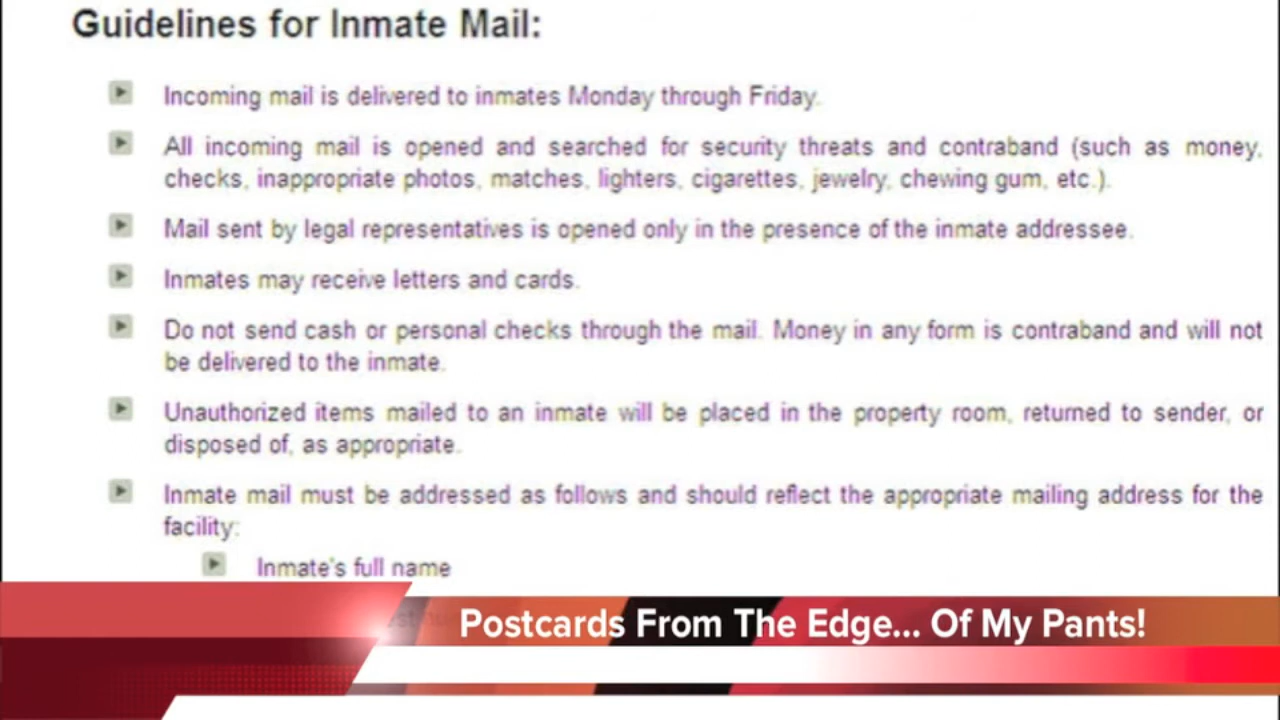 Guidelines for Inmate Mail:
Incoming mail is delivered to inmates Monday through Friday.
All incoming mail is opened and searched for security threats and contraband (such as money,
checks, inappropriate photos, matches, lighters, cigarettes, jewelry, chewing gum, etc.).
Mail sent by legal representatives is opened only in the presence of the inmate addressee.
Inmates may receive letters and cards.
Do not send cash or personal checks through the mail. Money in any form is contraband and will not
be delivered to the inmate.
Unauthorized items mailed to an inmate will be placed in the property room, returned to sender, or
disposed of, as appropriate.
Inmate mail must be addressed as follows and should reflect the appropriate mailing address for the
facility:
Inmate's full name
Postcards From The Edge... Of My Pants!